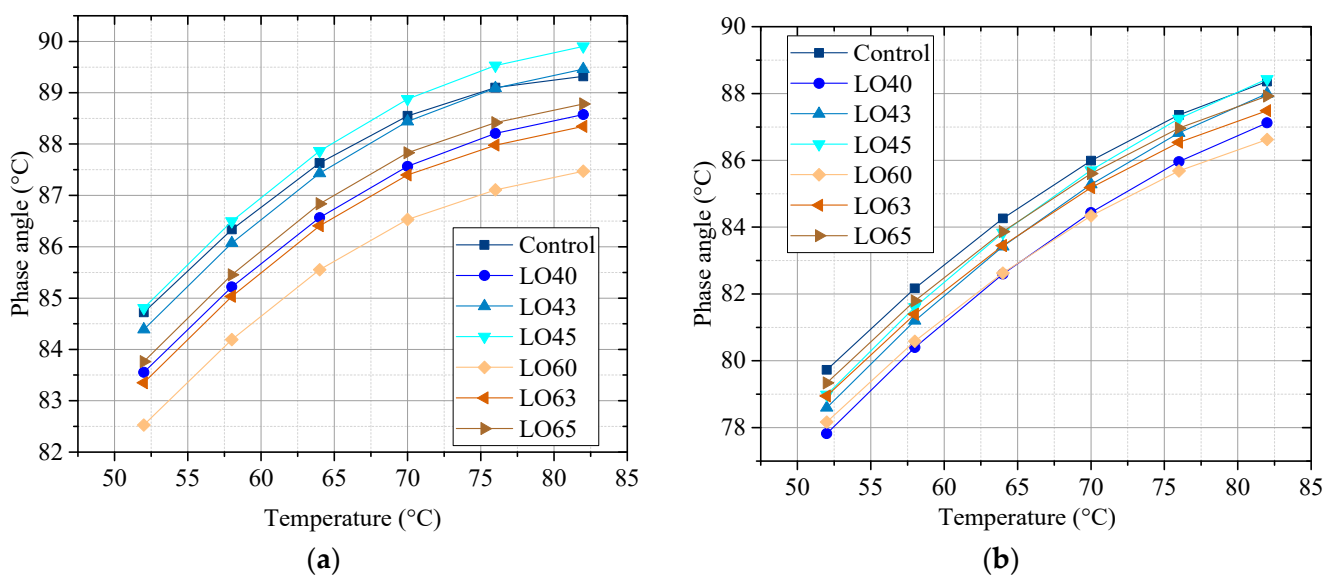 90
89
88
87
86
85
84
83
82
Phase angle (°C)
50 55 60 65 70 75 80 85
Temperature (°C)
Control
LO40
LO43
LO45
LO60
LO63
LO65
(a)
90
88
86
84
82
80
78
Phase angle (°C)
50 55 60 65 70 75 80 85
Temperature (°C)
Control
LO40
LO43
LO45
LO60
LO63
LO65
(b)